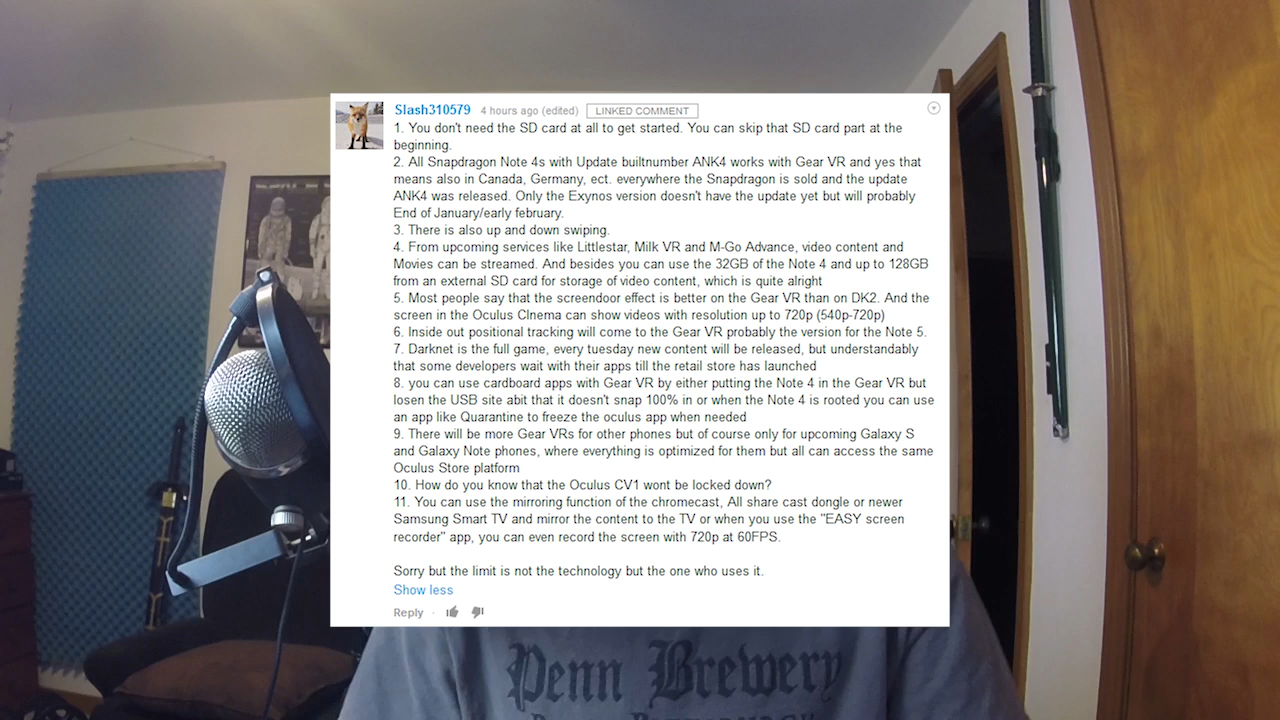 Slash310579 4 hours ago (edited) LINKED COMMENT
1. You don't need the SD card at all to get started. You can skip that SD card part at the
beginning.
2. All Snapdragon Note 4s with Update builtnumber ANK4 works with Gear VR and yes that
means also in Canada, Germany, ect. everywhere the Snapdragon is sold and the update
ANK4 was released. Only the Exynos version doesn't have the update yet but will probably
End of January/early february.
3. There is also up and down swiping.
4. From upcoming services like Littlestar, Milk VR and M-Go Advance, video content and
Movies can be streamed. And besides you can use the 32GB of the Note 4 and up to 128GB
from an external SD card for storage of video content, which is quite alright
5. Most people say that the screendoor effect is better on the Gear VR than on DK2. And the
screen in the Oculus CInema can show videos with resolution up to 720p (540p-720p)
6. Inside out positional tracking will come to the Gear VR probably the version for the Note 5.
7. Darknet is the full game, every tuesday new content will be released, but understandably
that some developers wait with their apps till the retail store has launched
8. you can use cardboard apps with Gear VR by either putting the Note 4 in the Gear VR but
losen the USB site abit that it doesn't snap 100% in or when the Note 4 is rooted you can use
an app like Quarantine to freeze the oculus app when needed
9. There will be more Gear VRs for other phones but of course only for upcoming Galaxy S
and Galaxy Note phones, where everything is optimized for them but all can access the same
Oculus Store platform
10. How do you know that the Oculus CV1 wont be locked down?
11. You can use the mirroring function of the chromecast, All share cast dongle or newer
Samsung Smart TV and mirror the content to the TV or when you use the "EASY screen
recorder" app, you can even record the screen with 720p at 60FPS.
Sorry but the limit is not the technology but the one who uses it.
Show less
Reply
Penn Brewery